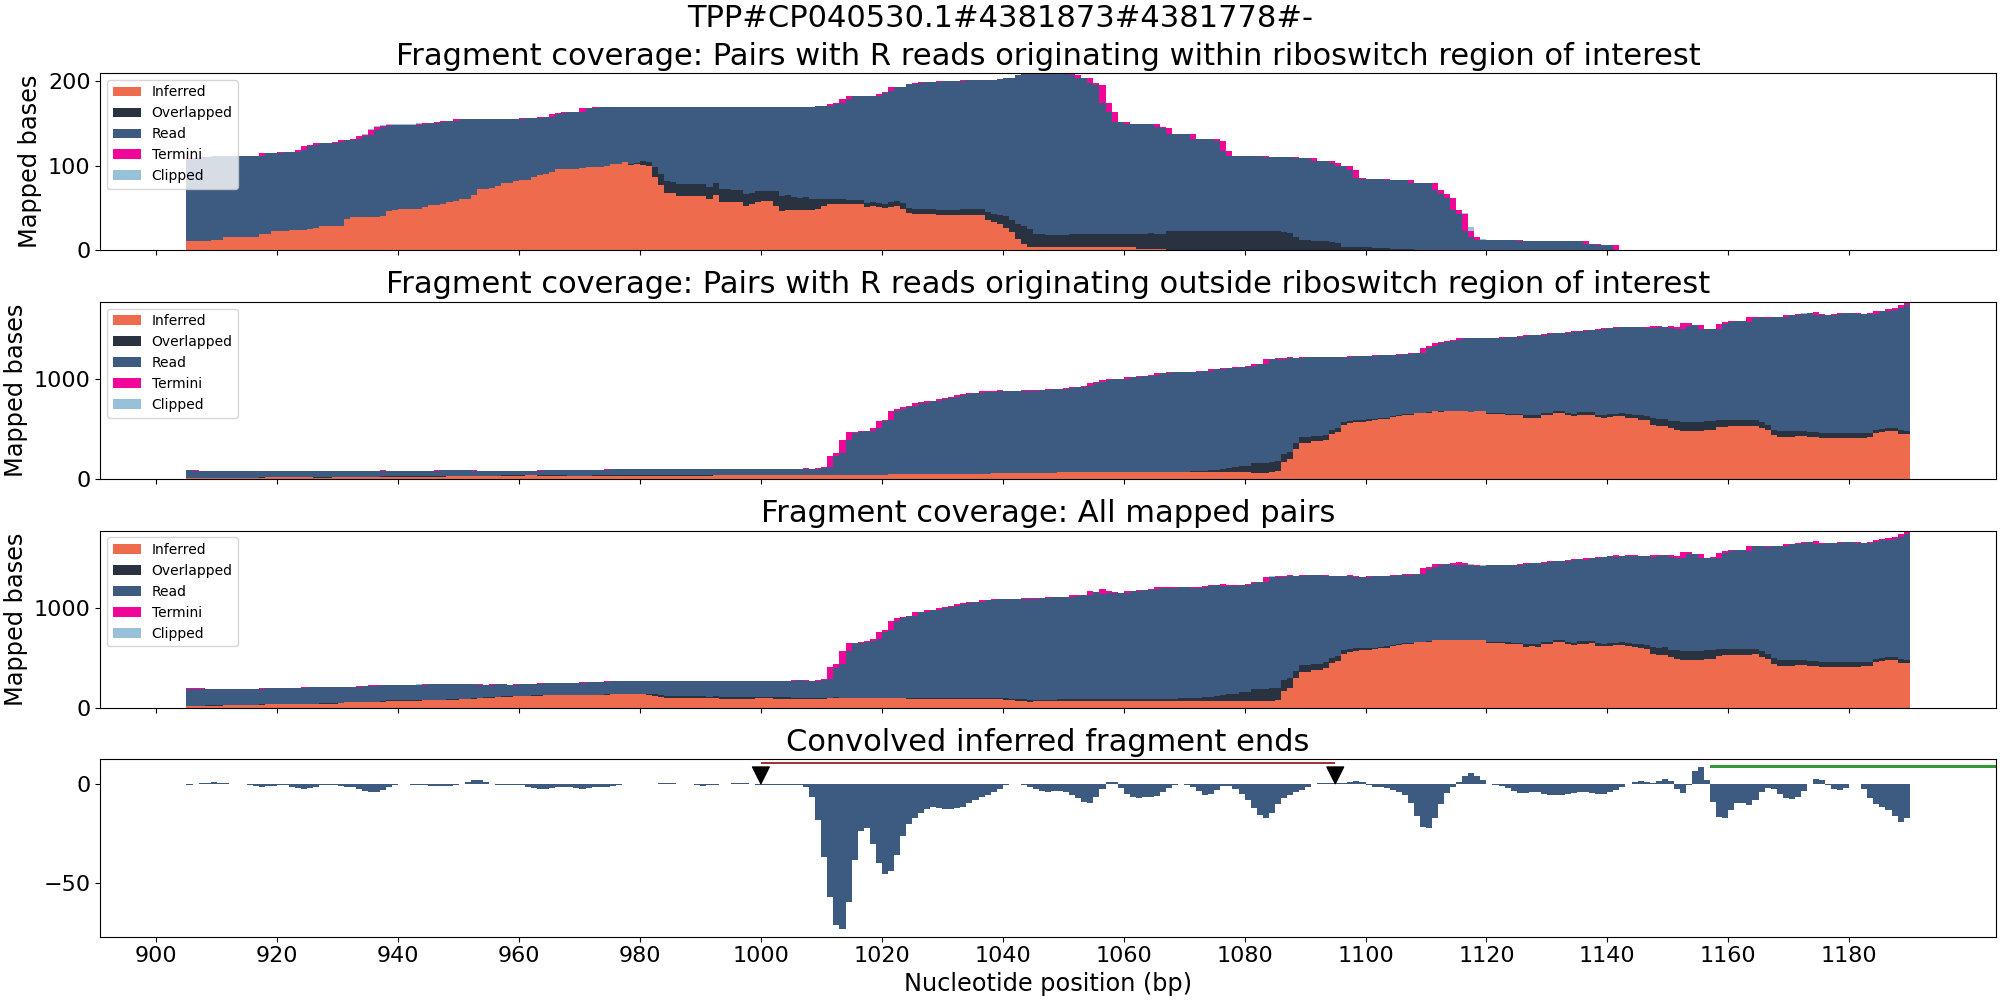 TPP#CP040530.1#4381873#4381778#-
Fragment coverage: Pairs with R reads originating within riboswitch region of interest
Mapped bases
200
100
0
Inferred
Overlapped
Read
Termini
Clipped
Fragment coverage: Pairs with R reads originating outside riboswitch region of interest
Mapped bases
1000
0
Inferred
Overlapped
Read
Termini
Clipped
Fragment coverage: All mapped pairs
Mapped bases
1000
0
Inferred
Overlapped
Read
Termini
Clipped
Convolved inferred fragment ends
0
−50
900 920 940 960 980 1000 1020 1040 1060 1080 1100 1120 1140 1160 1180
Nucleotide position (bp)